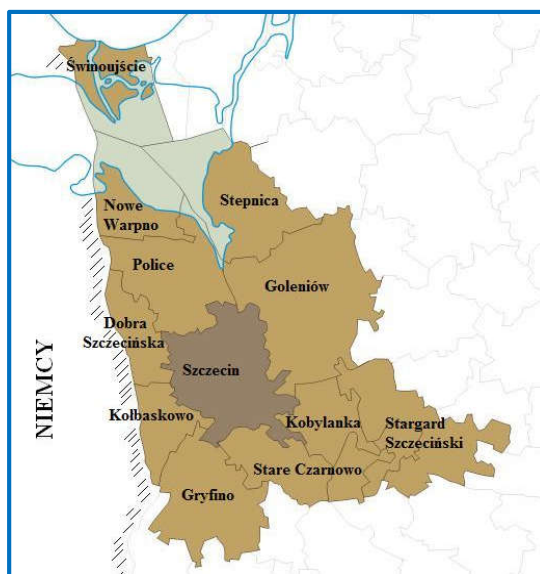 Świnoujście
Stepnica
Nowe
Warpno
Police
Goleniów
Dobra
Szczecińska
Szczecin
NIEMCY
Kołbaskowo
Kobylanka
Stargard
Szczeciński
Stare Czarnowo
Gryfino